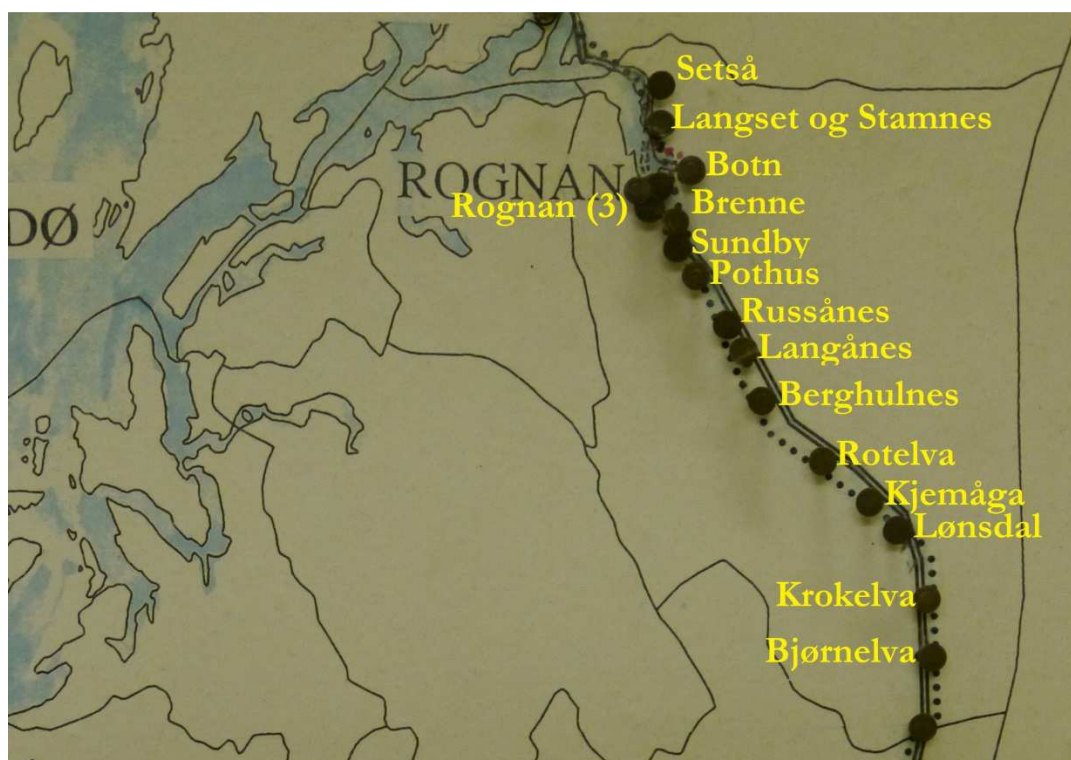 Setså
Langset og Stamnes
ROGNAN
Botn
Rognan (3)
Brenne
DØ
Sundby
Pothus
Russånes
Langånes
Berghulnes
Rotelva
Kjemåga
Lønsdal
Krokelva
Bjørnelva